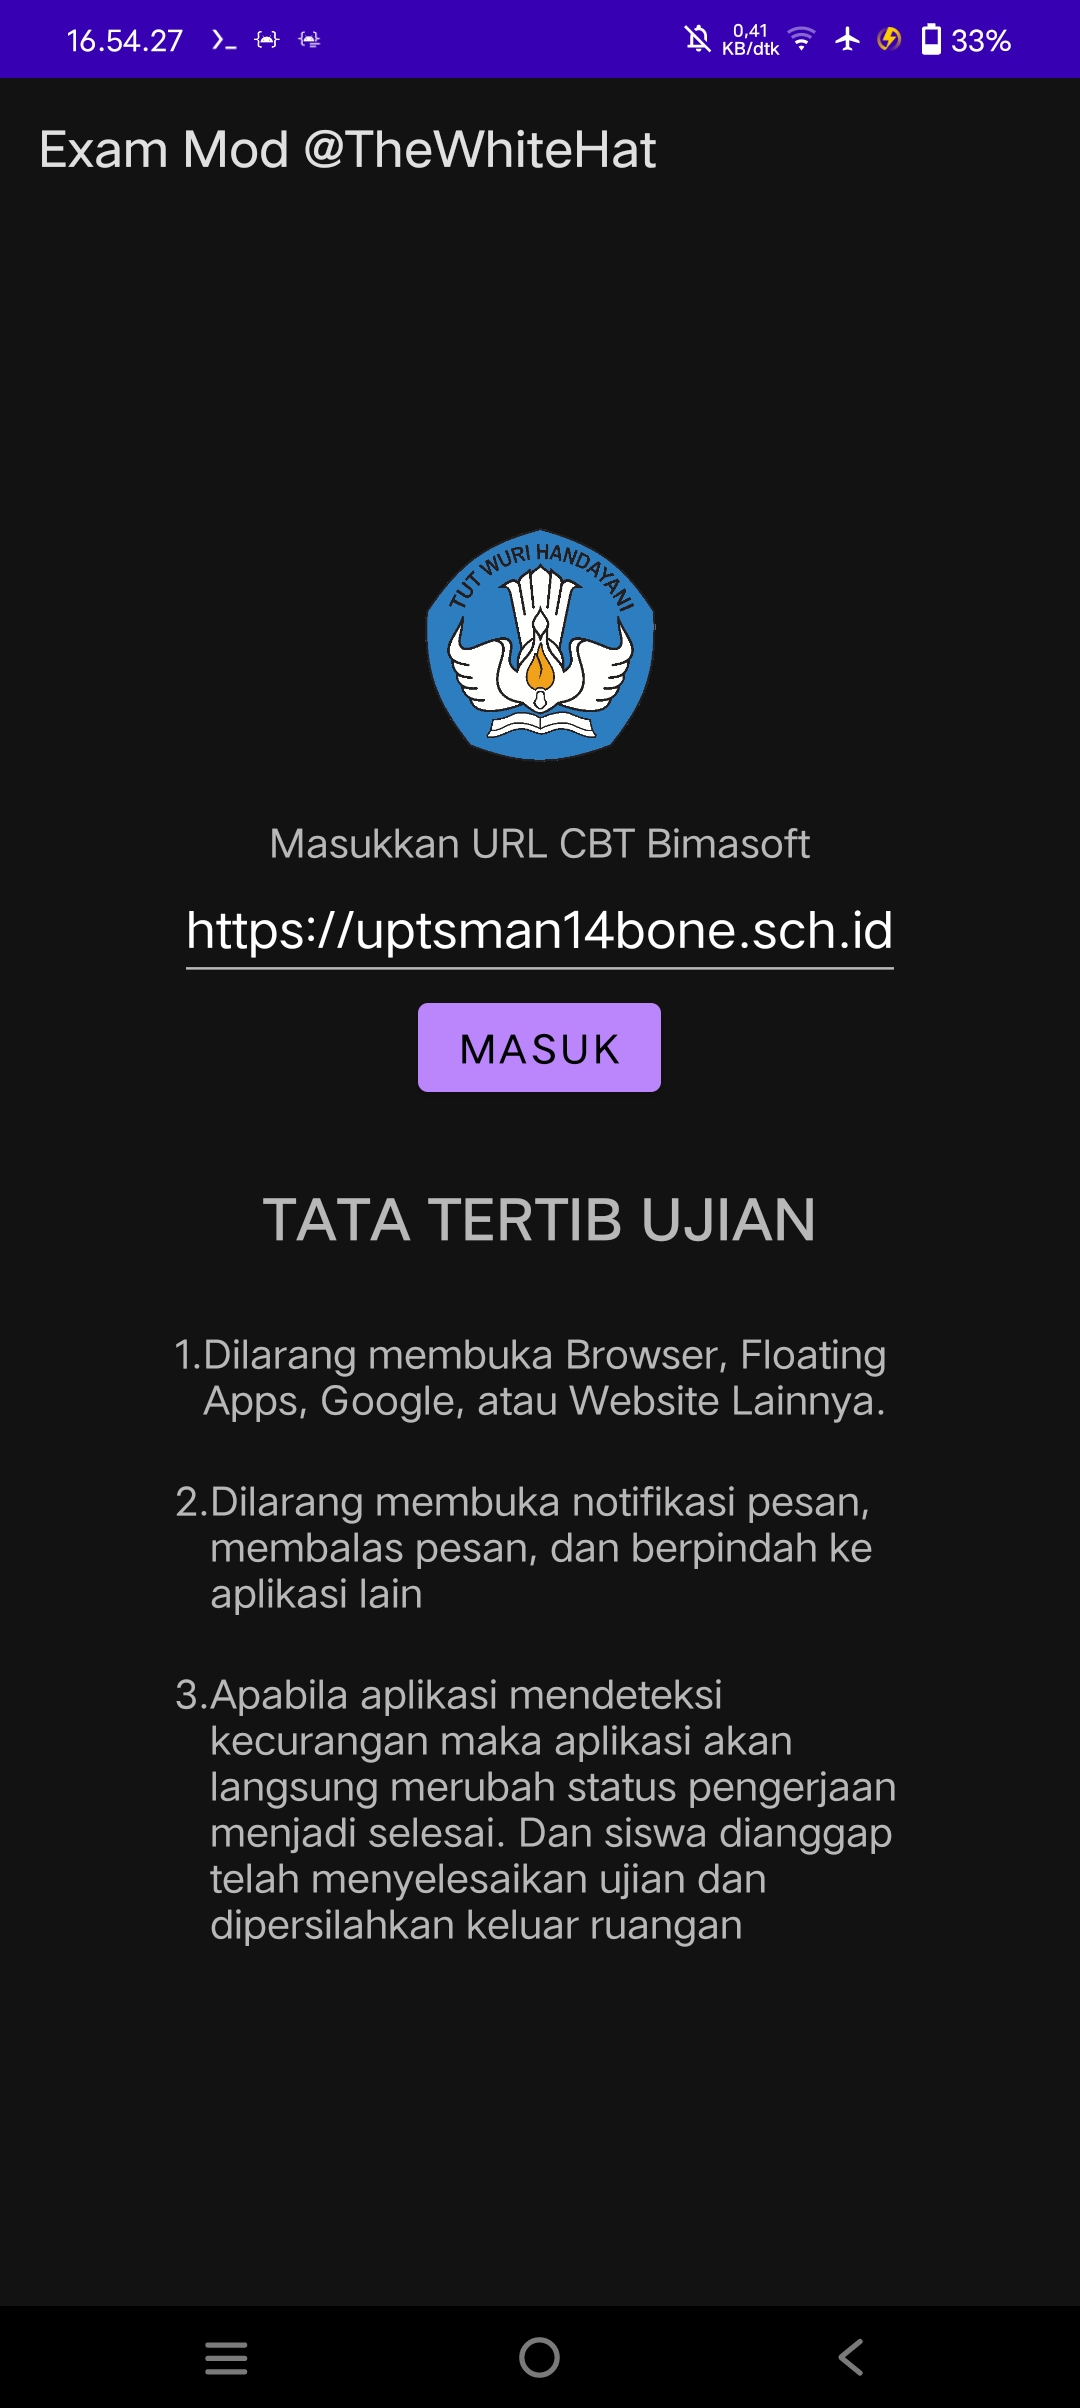 16.54.27
0,41
KB/dtk
33%
Exam Mod @TheWhiteHat
TUT WURI HANDAYANI
Masukkan URL CBT Bimasoft
https://uptsman14bone.sch.id
MASUK
TATA TERTIB UJIAN
1.Dilarang membuka Browser, Floating
Apps, Google, atau Website Lainnya.
2.Dilarang membuka notifikasi pesan,
membalas pesan, dan berpindah ke
aplikasi lain
3.Apabila aplikasi mendeteksi
kecurangan maka aplikasi akan
langsung merubah status pengerjaan
menjadi selesai. Dan siswa dianggap
telah menyelesaikan ujian dan
dipersilahkan keluar ruangan